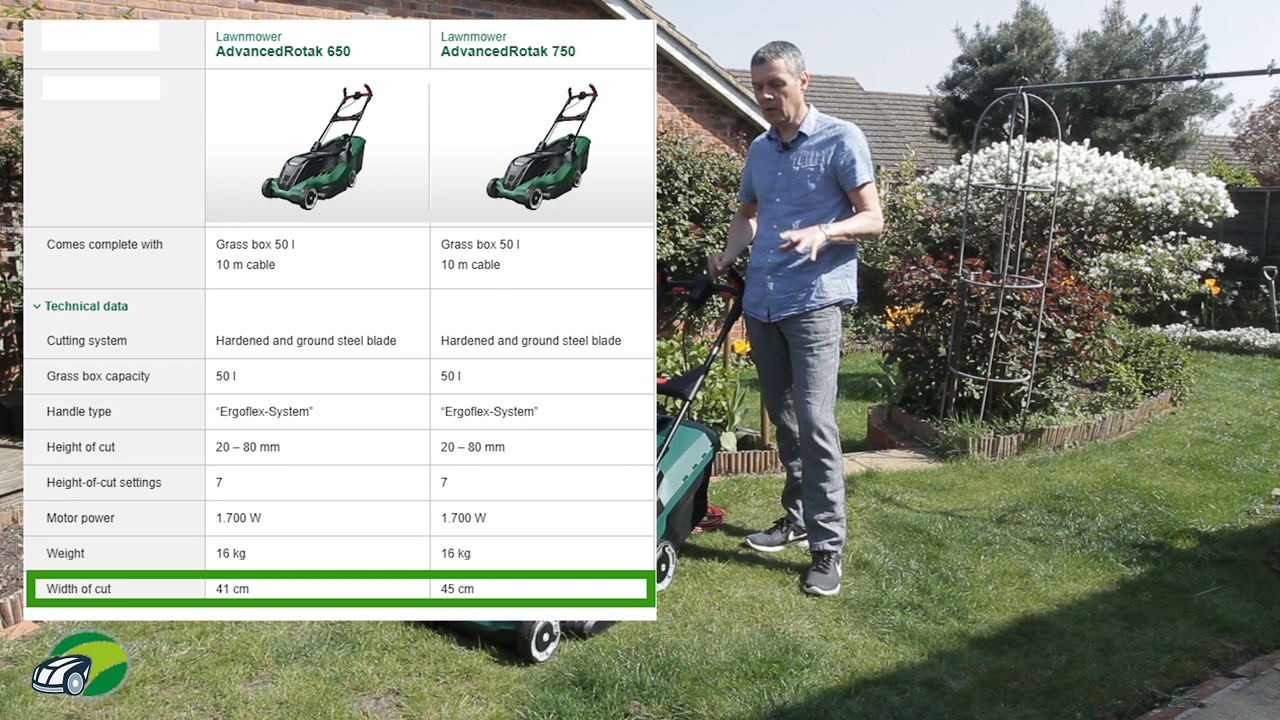 Lawnmower
AdvancedRotak 650
Lawnmower
AdvancedRotak 750
Comes complete with
Grass box 50 l
10 m cable
Grass box 50 l
10 m cable
Technical data
Cutting system
Hardened and ground steel blade
Hardened and ground steel blade
Grass box capacity
50 l
50 l
Handle type
“Ergoflex-System”
“Ergoflex-System”
Height of cut
20 – 80 mm
20 – 80 mm
Height-of-cut settings
7
7
Motor power
1.700 W
1.700 W
Weight
16 kg
16 kg
Width of cut
41 cm
45 cm